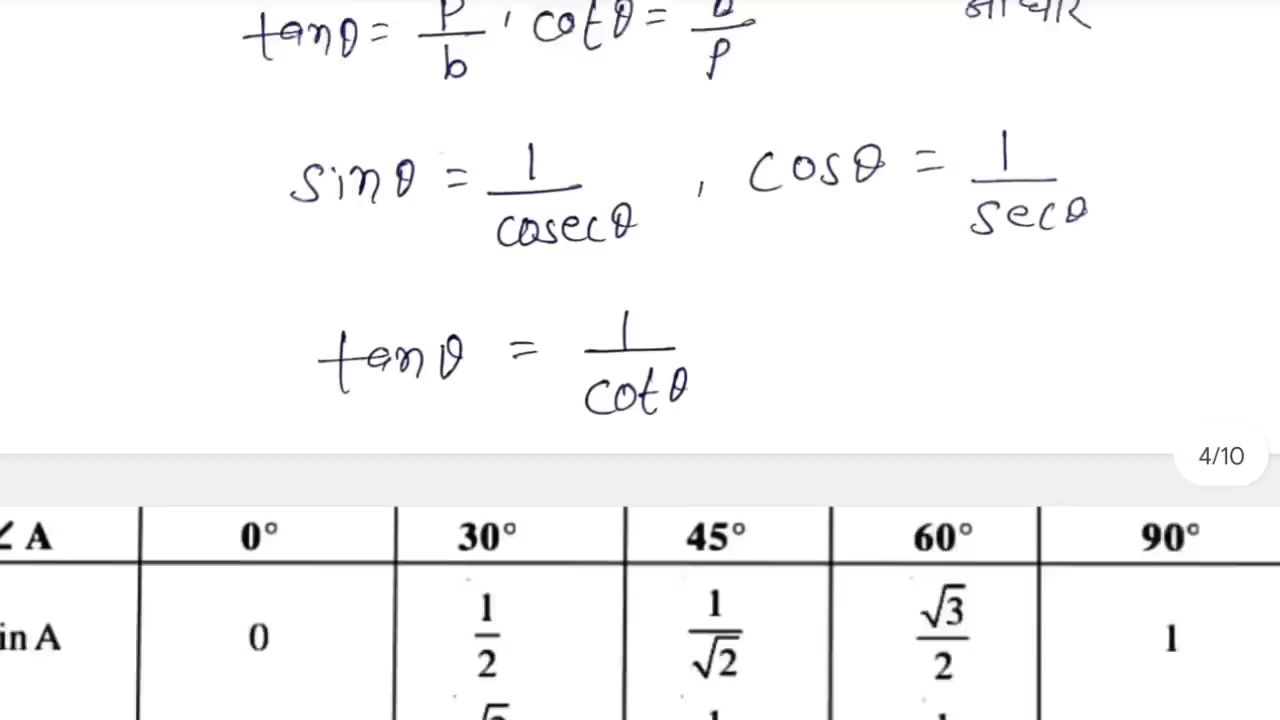 tanθ = p/b , cotθ = b/p आधार
sinθ = 1/cosecθ , cosθ = 1/secθ
tanθ = 1/cotθ
4/10
∠A 0° 30° 45° 60° 90°
in A 0 1/2 1/√2 √3/2 1